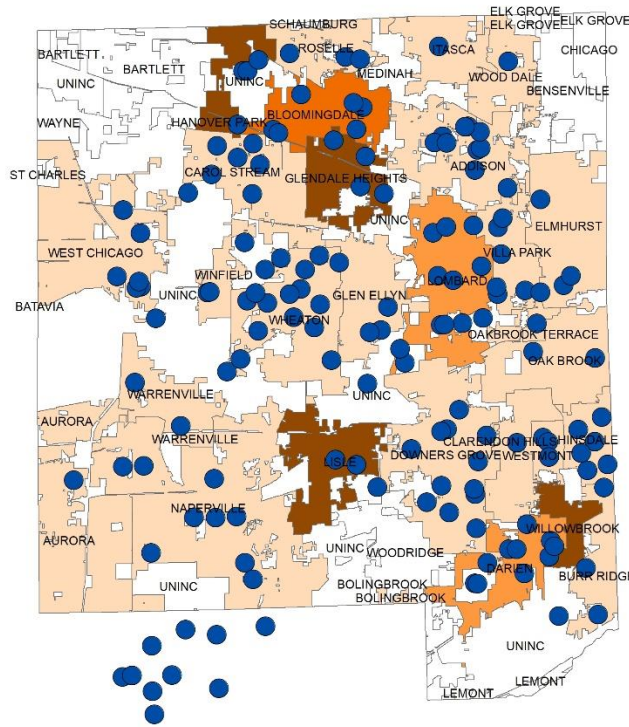 ELK GROVE
SCHAUMBURG
ELK GROVE
ELK GROVE
ROSELLE
ITASCA
CHICAGO
BARTLETT
BARTLETT
MEDINAH
UNINC
UNINC
WOOD DALE
BENSENVILLE
WAYNE
HANOVER PARK
BLOOMINGDALE
ADDISON
ST CHARLES
CAROL STREAM
GLENDALE HEIGHTS
UNINC
ELMHURST
WEST CHICAGO
VILLA PARK
WINFIELD
LOMBARD
UNINC
GLEN ELLYN
BATAVIA
WHEATON
OAKBROOK TERRACE
OAK BROOK
UNINC
WARRENVILLE
AURORA
WARRENVILLE
CLARENDON HILLS
HINSDALE
DOWNERS GROVE
WESTMONT
LISLE
NAPERVILLE
WILLOWBROOK
AURORA
UNINC
WOODRIDGE
DARIEN
BURR RIDGE
UNINC
BOLINGBROOK
BOLINGBROOK
UNINC
LEMONT
LEMONT